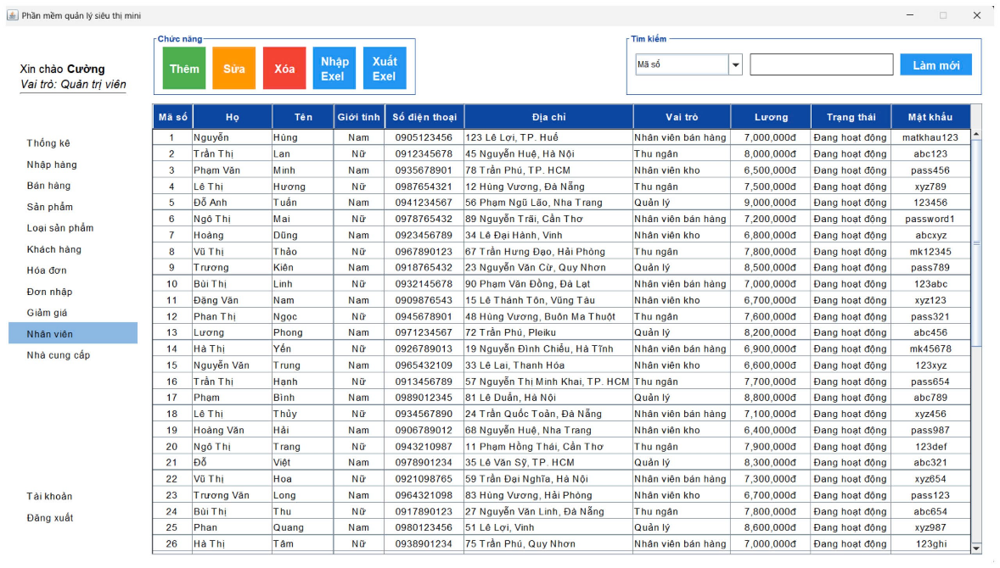 Phần mềm quản lý siêu thị mini
Xin chào Cường
Vai trò: Quản trị viên
Chức năng
Thêm
Sửa
Xóa
Nhập Exel
Xuất Exel
Tìm kiếm
Mã số
Làm mới
Thống kê
Nhập hàng
Bán hàng
Sản phẩm
Loại sản phẩm
Khách hàng
Hóa đơn
Đơn nhập
Giảm giá
Nhân viên
Nhà cung cấp
Tài khoản
Đăng xuất
Mã số Họ Tên Giới tính Số điện thoại Địa chỉ Vai trò Lương Trạng thái Mật khẩu
1 Nguyễn Hùng Nam 0905123456 123 Lê Lợi, TP. Huế Nhân viên bán hàng 7,000,000đ Đang hoạt động matkhau123
2 Trần Thị Lan Nữ 0912345678 45 Nguyễn Huệ, Hà Nội Thu ngân 8,000,000đ Đang hoạt động abc123
3 Phạm Văn Minh Nam 0935678901 78 Trần Phú, TP. HCM Nhân viên kho 6,500,000đ Đang hoạt động pass456
4 Lê Thị Hương Nữ 0987654321 12 Hùng Vương, Đà Nẵng Thu ngân 7,500,000đ Đang hoạt động xyz789
5 Đỗ Anh Tuấn Nam 0941234567 56 Phạm Ngũ Lão, Nha Trang Quản lý 9,000,000đ Đang hoạt động 123456
6 Ngô Thị Mai Nữ 0978765432 89 Nguyễn Trãi, Cần Thơ Nhân viên bán hàng 7,200,000đ Đang hoạt động password1
7 Hoàng Dũng Nam 0923456789 34 Lê Đại Hành, Vinh Nhân viên kho 6,800,000đ Đang hoạt động abcxyz
8 Vũ Thị Thảo Nữ 0967890123 67 Trần Hưng Đạo, Hải Phòng Thu ngân 7,800,000đ Đang hoạt động mk12345
9 Trương Kiên Nam 0918765432 23 Nguyễn Văn Cừ, Quy Nhơn Quản lý 8,500,000đ Đang hoạt động pass789
10 Bùi Thị Linh Nữ 0932145678 90 Phạm Văn Đồng, Đà Lạt Nhân viên bán hàng 7,000,000đ Đang hoạt động 123abc
11 Đặng Văn Nam Nam 0909876543 15 Lê Thánh Tôn, Vũng Tàu Nhân viên kho 6,700,000đ Đang hoạt động xyz123
12 Phan Thị Ngọc Nữ 0945678901 48 Hùng Vương, Buôn Ma Thuột Thu ngân 7,600,000đ Đang hoạt động pass321
13 Lương Phong Nam 0971234567 72 Trần Phú, Pleiku Quản lý 8,200,000đ Đang hoạt động abc456
14 Hà Thị Yến Nữ 0926789013 19 Nguyễn Đình Chiểu, Hà Tĩnh Nhân viên bán hàng 6,900,000đ Đang hoạt động mk45678
15 Nguyễn Văn Trung Nam 0965432109 33 Lê Lai, Thanh Hóa Nhân viên kho 6,600,000đ Đang hoạt động 123xyz
16 Trần Thị Hạnh Nữ 0913456789 57 Nguyễn Thị Minh Khai, TP. HCM Thu ngân 7,700,000đ Đang hoạt động pass654
17 Phạm Bình Nam 0989012345 81 Lê Duẩn, Hà Nội Quản lý 8,800,000đ Đang hoạt động abc789
18 Lê Thị Thủy Nữ 0934567890 24 Trần Quốc Toản, Đà Nẵng Nhân viên bán hàng 7,100,000đ Đang hoạt động xyz456
19 Hoàng Văn Hải Nam 0906789012 68 Nguyễn Huệ, Nha Trang Nhân viên kho 6,400,000đ Đang hoạt động pass987
20 Ngô Thị Trang Nữ 0943210987 11 Phạm Hồng Thái, Cần Thơ Thu ngân 7,900,000đ Đang hoạt động 123def
21 Đỗ Việt Nam 0978901234 35 Lê Văn Sỹ, TP. HCM Quản lý 8,300,000đ Đang hoạt động abc321
22 Vũ Thị Hoa Nữ 0921098765 59 Trần Đại Nghĩa, Hà Nội Nhân viên bán hàng 7,300,000đ Đang hoạt động xyz654
23 Trương Văn Long Nam 0964321098 83 Hùng Vương, Hải Phòng Nhân viên kho 6,700,000đ Đang hoạt động pass123
24 Bùi Thị Thu Nữ 0917890123 27 Nguyễn Văn Linh, Đà Nẵng Thu ngân 7,800,000đ Đang hoạt động abc654
25 Phan Quang Nam 0980123456 51 Lê Lợi, Vinh Quản lý 8,600,000đ Đang hoạt động xyz987
26 Hà Thị Tâm Nữ 0938901234 75 Trần Phú, Quy Nhơn Nhân viên bán hàng 7,000,000đ Đang hoạt động 123ghi